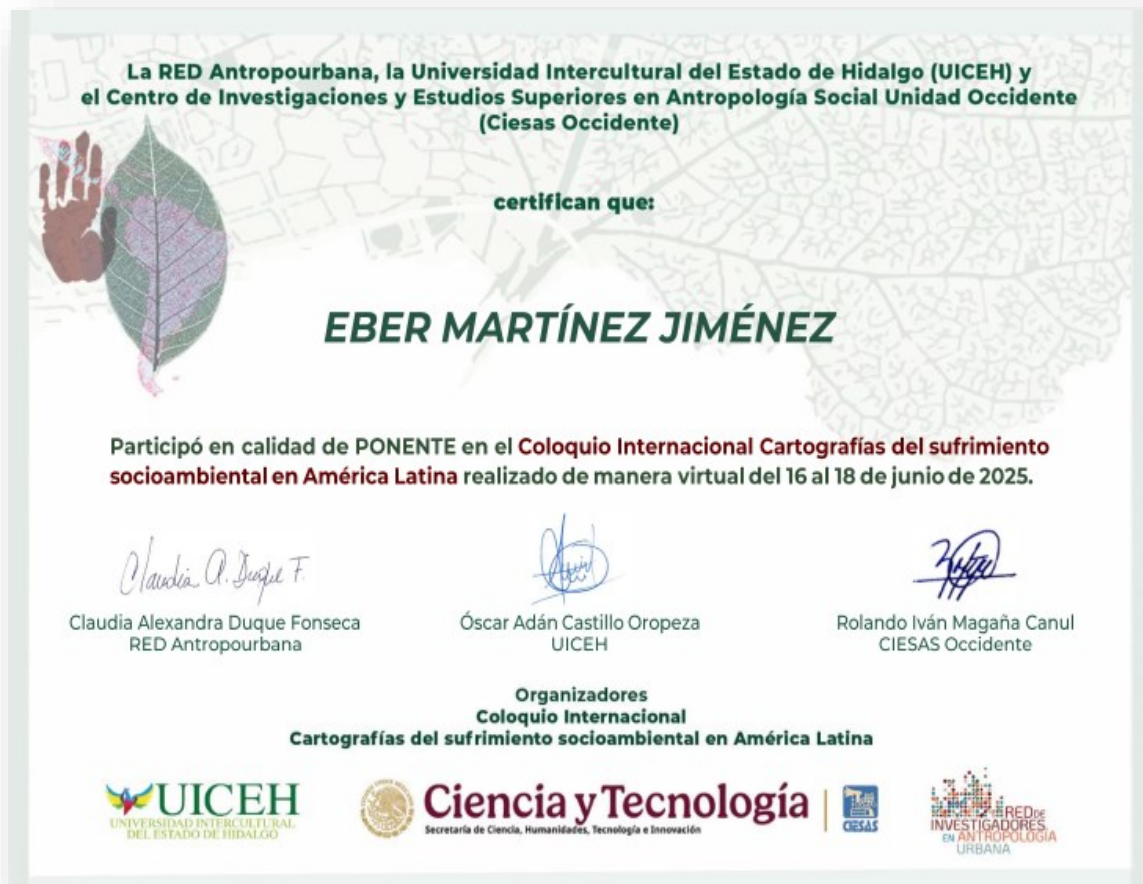 La RED Antropourbana, la Universidad Intercultural del Estado de Hidalgo (UICEH) y
el Centro de Investigaciones y Estudios Superiores en Antropología Social Unidad Occidente
(Ciesas Occidente)
certifican que:
EBER MARTÍNEZ JIMÉNEZ
Participó en calidad de PONENTE en el Coloquio Internacional Cartografías del sufrimiento
socioambiental en América Latina realizado de manera virtual del 16 al 18 de junio de 2025.
Claudia A. Duque F.
Claudia Alexandra Duque Fonseca
RED Antropourbana
Óscar Adán Castillo Oropeza
UICEH
Rolando Iván Magaña Canul
CIESAS Occidente
Organizadores
Coloquio Internacional
Cartografías del sufrimiento socioambiental en América Latina
UICEH
UNIVERSIDAD INTERCULTURAL
DEL ESTADO DE HIDALGO
Ciencia y Tecnología
Secretaría de Ciencia, Humanidades, Tecnología e Innovación
CIESAS
RED DE
INVESTIGADORES
EN ANTROPOLOGÍA
URBANA